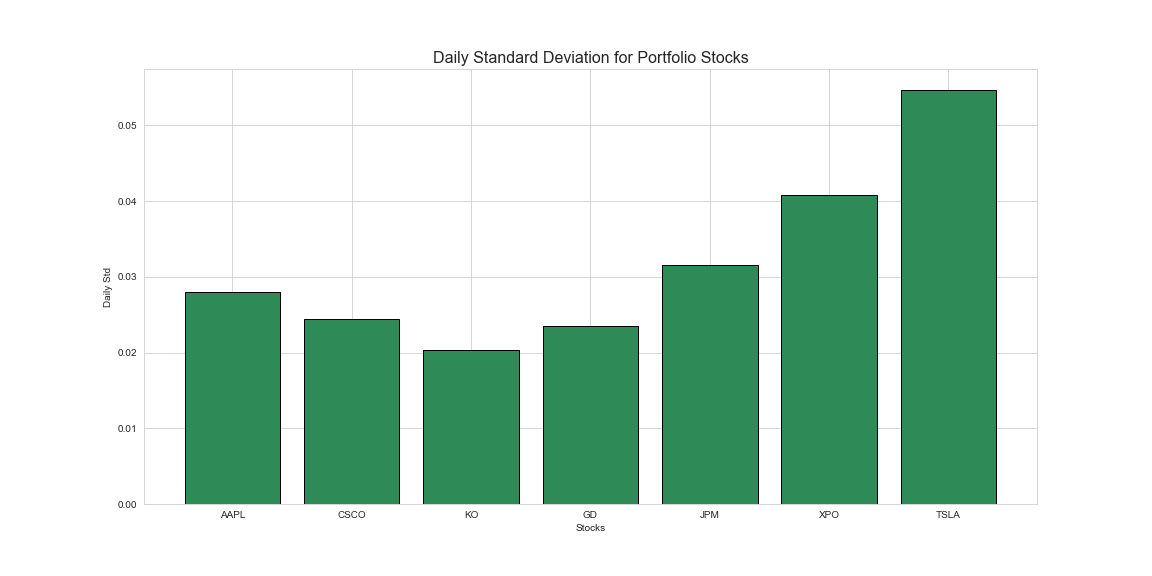 Daily Standard Deviation for Portfolio Stocks
0.05
0.04
0.03
0.02
0.01
0.00
Daily Std
AAPL CSCO KO GD JPM XPO TSLA
Stocks